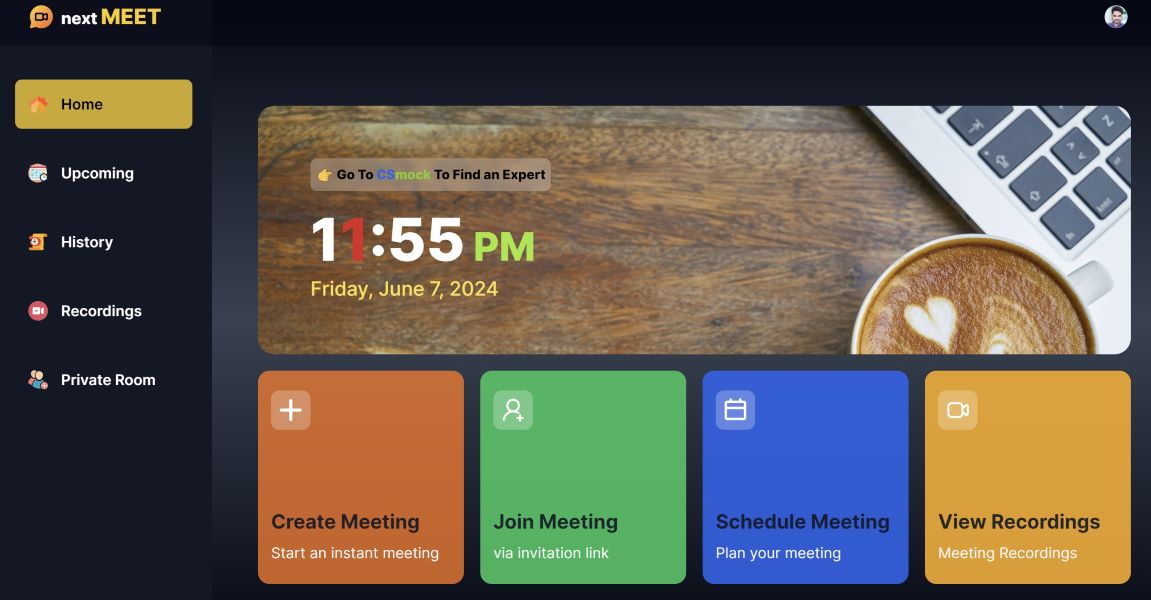 next MEET
Home
Upcoming
History
Recordings
Private Room
👉 Go To CSmock To Find an Expert
11:55 PM
Friday, June 7, 2024
Z
kntrl
fn
Create Meeting
Start an instant meeting
Join Meeting
via invitation link
Schedule Meeting
Plan your meeting
View Recordings
Meeting Recordings